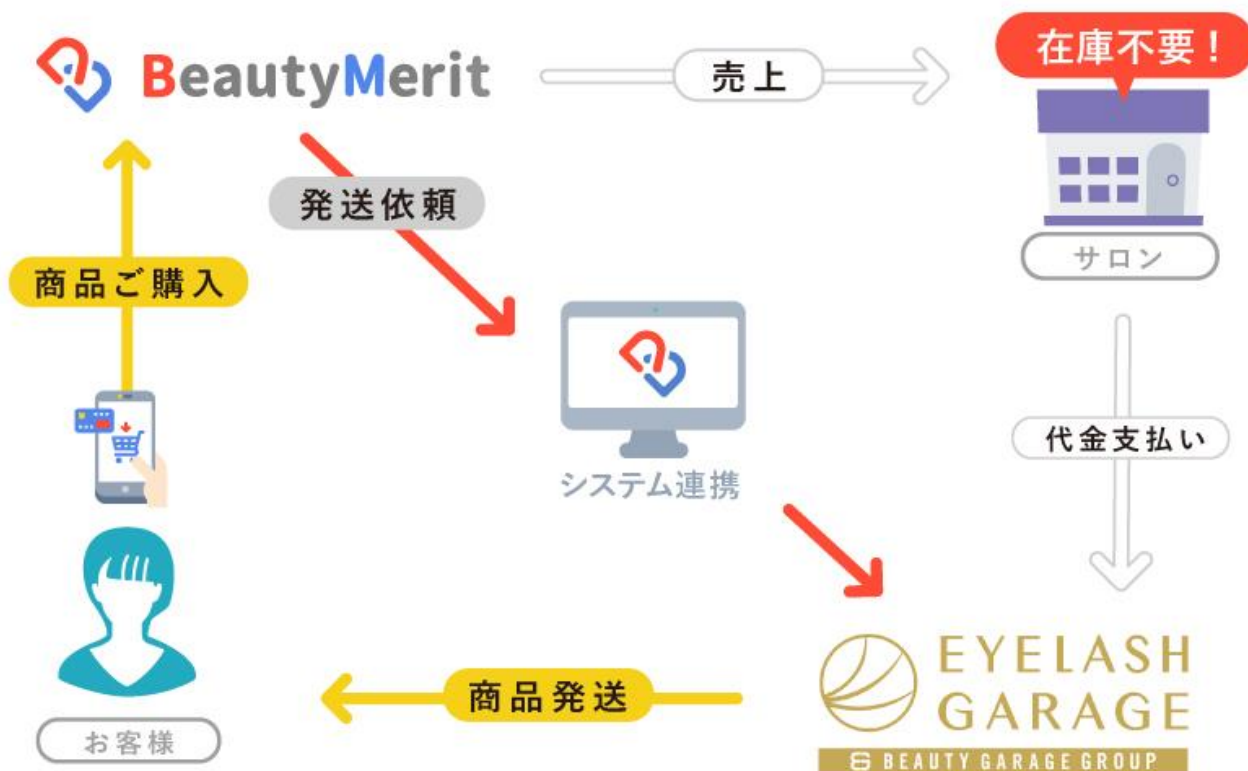 BeautyMerit
売上
在庫不要！
発送依頼
サロン
商品ご購入
代金支払い
システム連携
EYELASH
GARAGE
商品発送
お客様
BEAUTY GARAGE GROUP